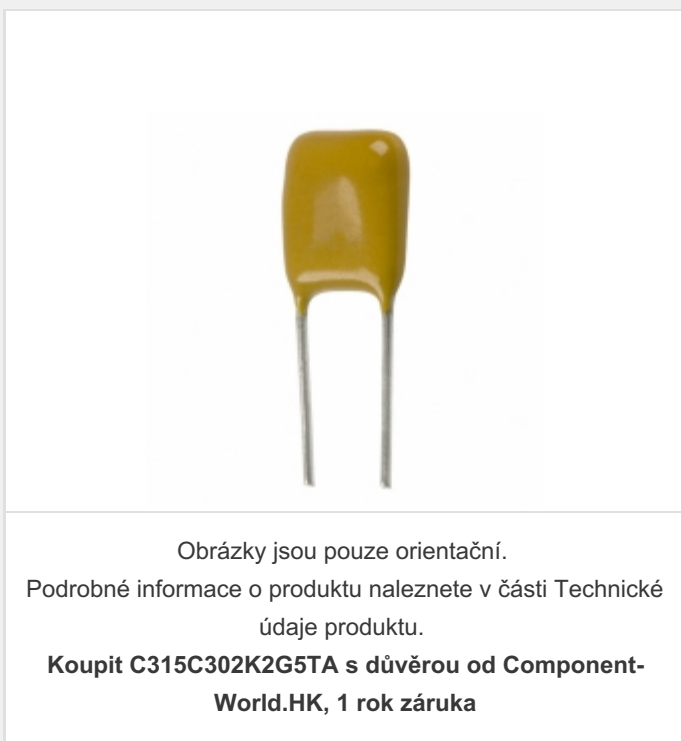 Obrázky jsou pouze orientační.
Podrobné informace o produktu naleznete v části Technické
údaje produktu.
Koupit C315C302K2G5TA s důvěrou od Component-
World.HK, 1 rok záruka